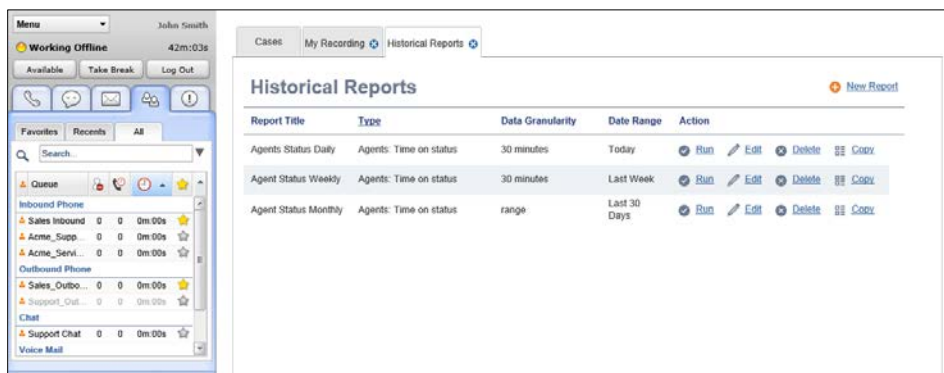 Menu John Smith
Working Offline 42m:03s
Available Take Break Log Out
Favorites Recents All
Search...
Queue
Inbound Phone
Sales Inbound 0 0 0m:00s
Acme_Supp... 0 0 0m:00s
Acme_Servi... 0 0 0m:00s
Outbound Phone
Sales_Outbo... 0 0 0m:00s
Support_Out... 0 0 0m:00s
Chat
Support Chat 0 0 0m:00s
Voice Mail
Cases My Recording Historical Reports
Historical Reports New Report
Report Title Type Data Granularity Date Range Action
Agents Status Daily Agents: Time on status 30 minutes Today Run Edit Delete Copy
Agent Status Weekly Agents: Time on status 30 minutes Last Week Run Edit Delete Copy
Agent Status Monthly Agents: Time on status range Last 30 Days Run Edit Delete Copy